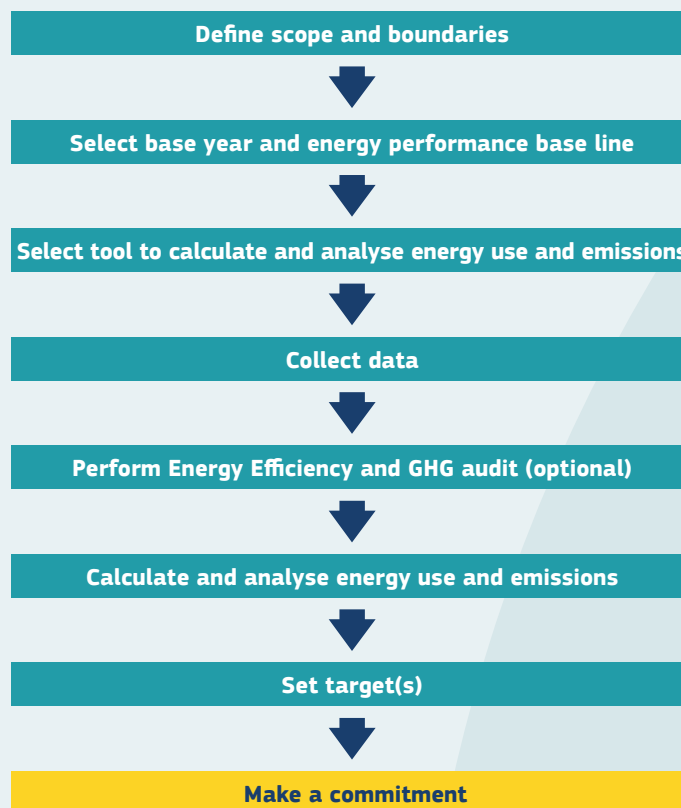 Define scope and boundaries
Select base year and energy performance base line
Select tool to calculate and analyse energy use and emissions
Collect data
Perform Energy Efficiency and GHG audit (optional)
Calculate and analyse energy use and emissions
Set target(s)
Make a commitment